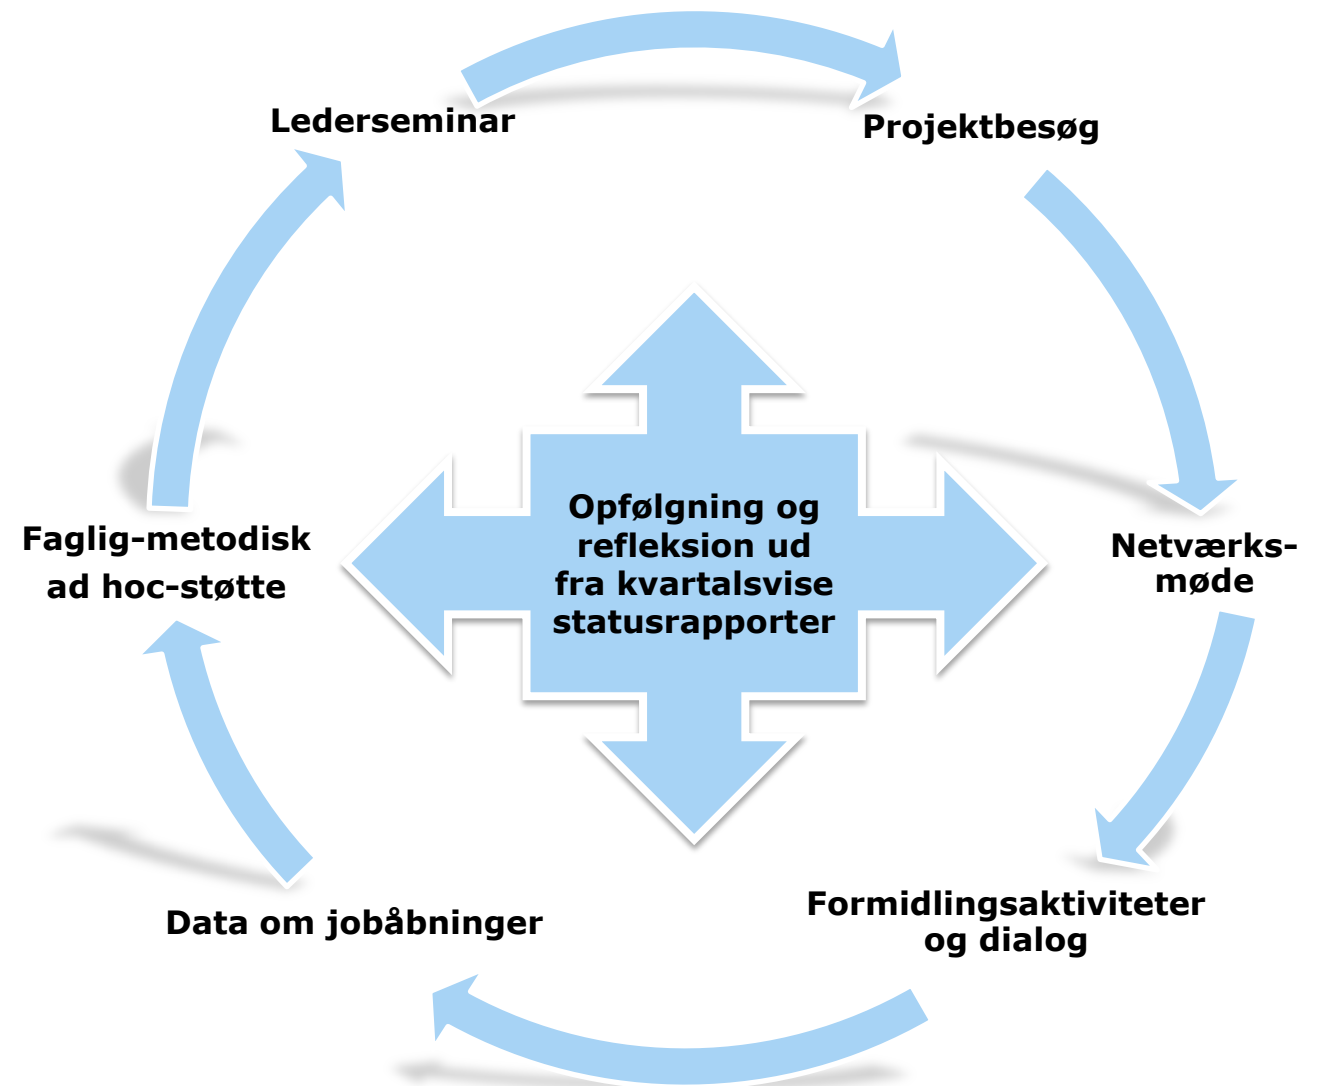 Lederseminar
Projektbesøg
Opfølgning og
refleksion ud
fra kvartalsvise
statusrapporter
Faglig-metodisk
ad hoc-støtte
Netværks-
møde
Formidlingsaktiviteter
og dialog
Data om jobåbninger